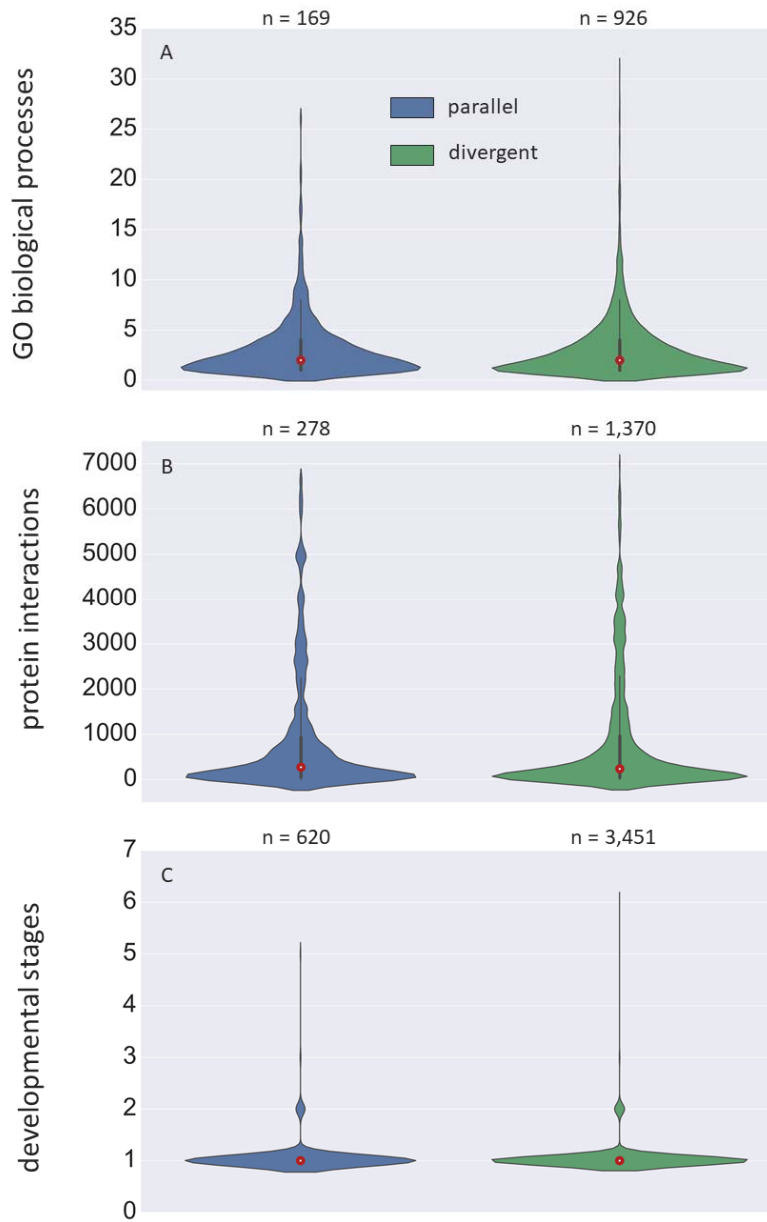 n = 169 n = 926
35
A
30
parallel
25
divergent
20
15
10
5
0
GO biological processes
n = 278 n = 1,370
7000
B
6000
5000
4000
3000
2000
1000
0
protein interactions
n = 620 n = 3,451
7
C
6
5
4
3
2
1
0
developmental stages